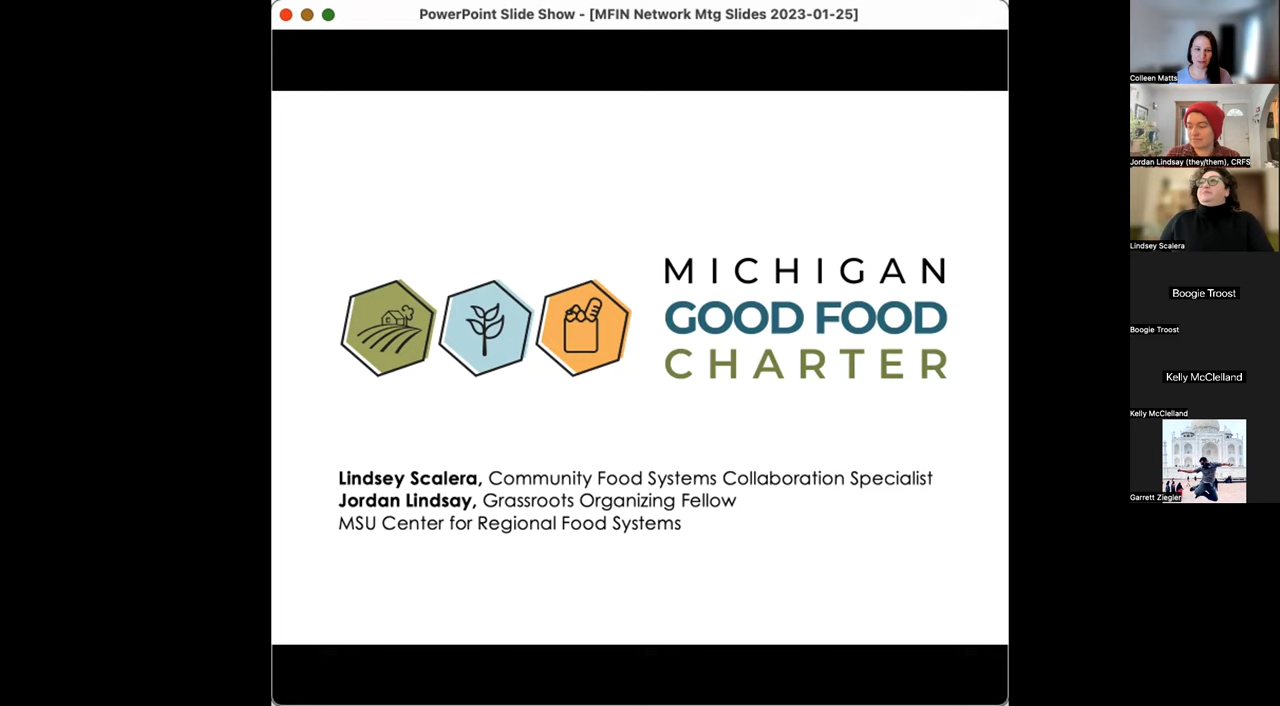 PowerPoint Slide Show - [MFIN Network Mtg Slides 2023-01-25]
MICHIGAN
GOOD FOOD
CHARTER
Lindsey Scalera, Community Food Systems Collaboration Specialist
Jordan Lindsay, Grassroots Organizing Fellow
MSU Center for Regional Food Systems
Colleen Matts
Jordan Lindsay (they/them), CRFS
Lindsey Scalera
Boogie Troost
Boogie Troost
Kelly McClelland
Kelly McClelland
Garrett Ziegler